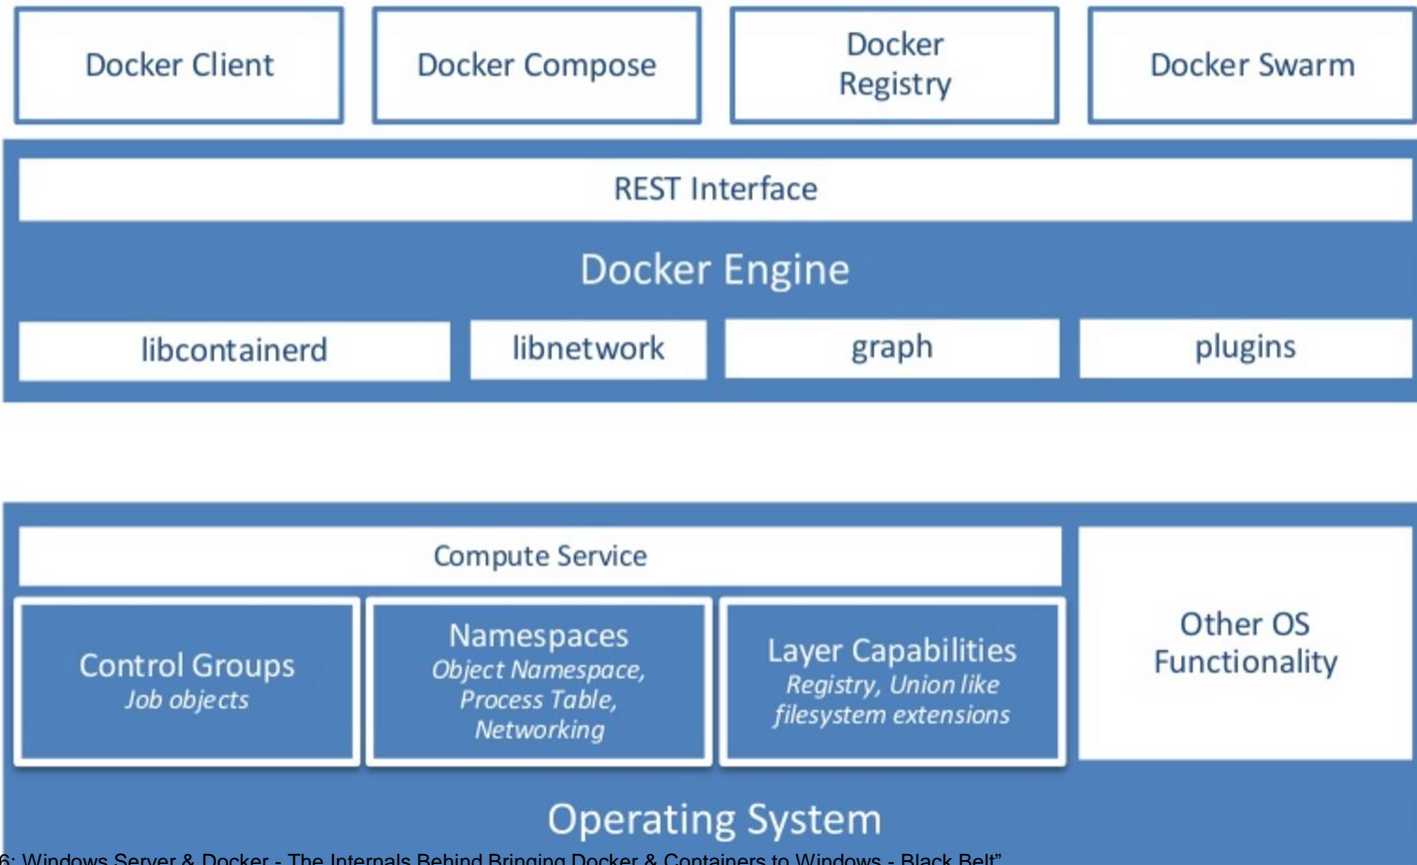 Docker Client
Docker Compose
Docker
Registry
Docker Swarm
REST Interface
Docker Engine
libcontainerd
libnetwork
graph
plugins
Compute Service
Control Groups
Job objects
Namespaces
Object Namespace,
Process Table,
Networking
Layer Capabilities
Registry, Union like
filesystem extensions
Other OS
Functionality
Operating System
6: Windows Server & Docker - The Internals Behind Bringing Docker & Containers to Windows - Black Belt”